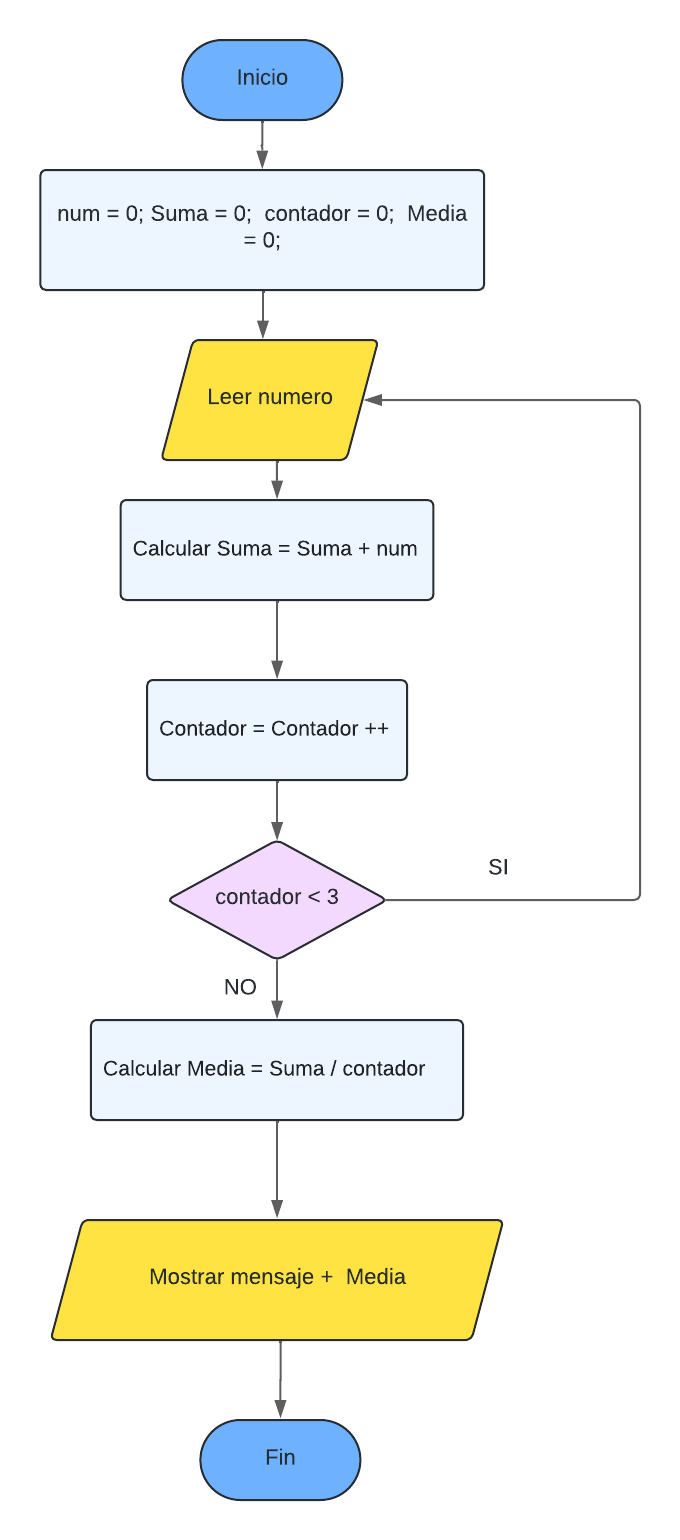 Inicio
num = 0; Suma = 0;  contador = 0;  Media
= 0;
Leer numero
Calcular Suma = Suma + num
Contador = Contador ++
contador < 3
SI
NO
Calcular Media = Suma / contador
Mostrar mensaje +  Media
Fin